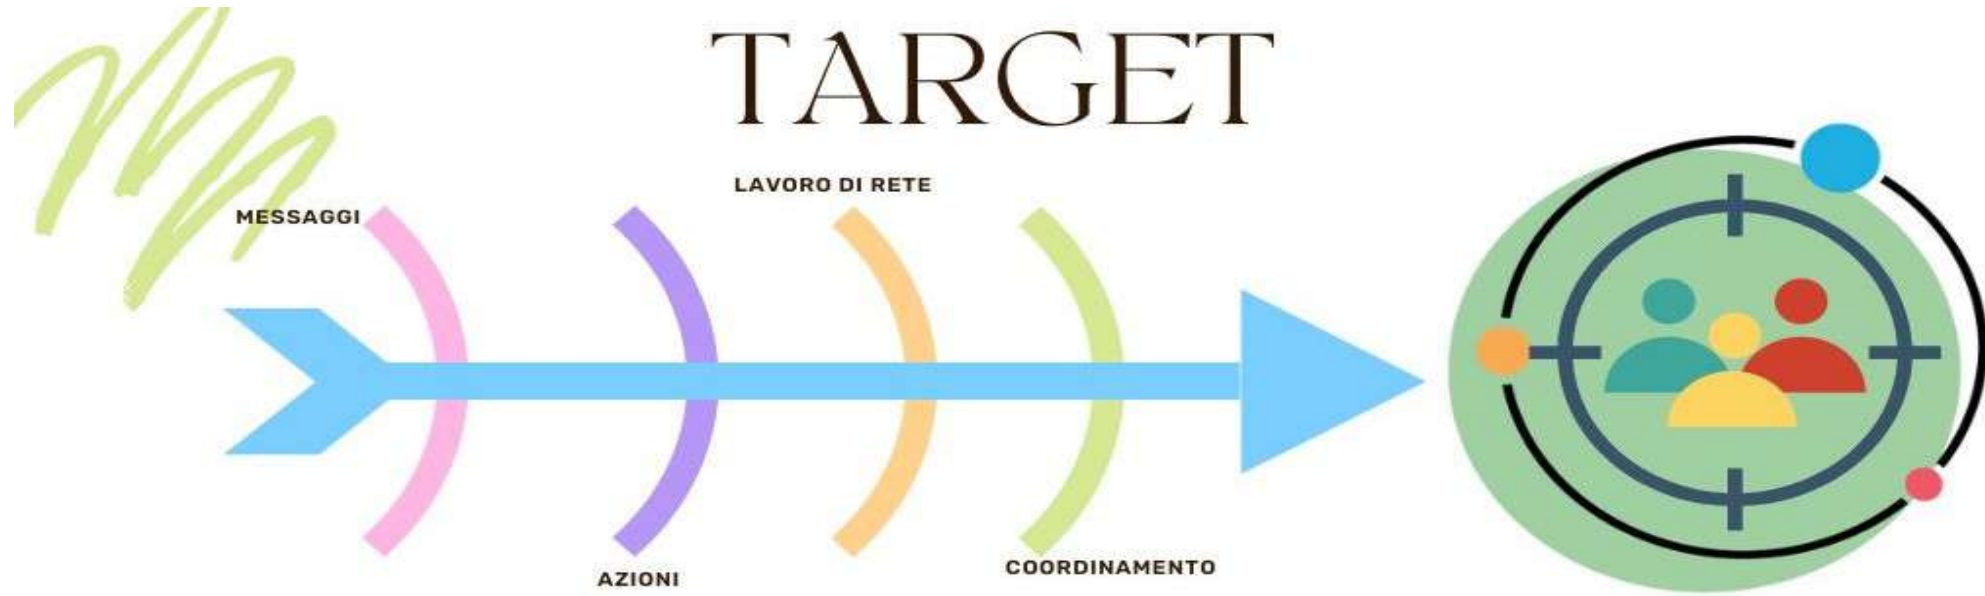 TARGET
LAVORO DI RETE
MESSAGGI
AZIONI
COORDINAMENTO